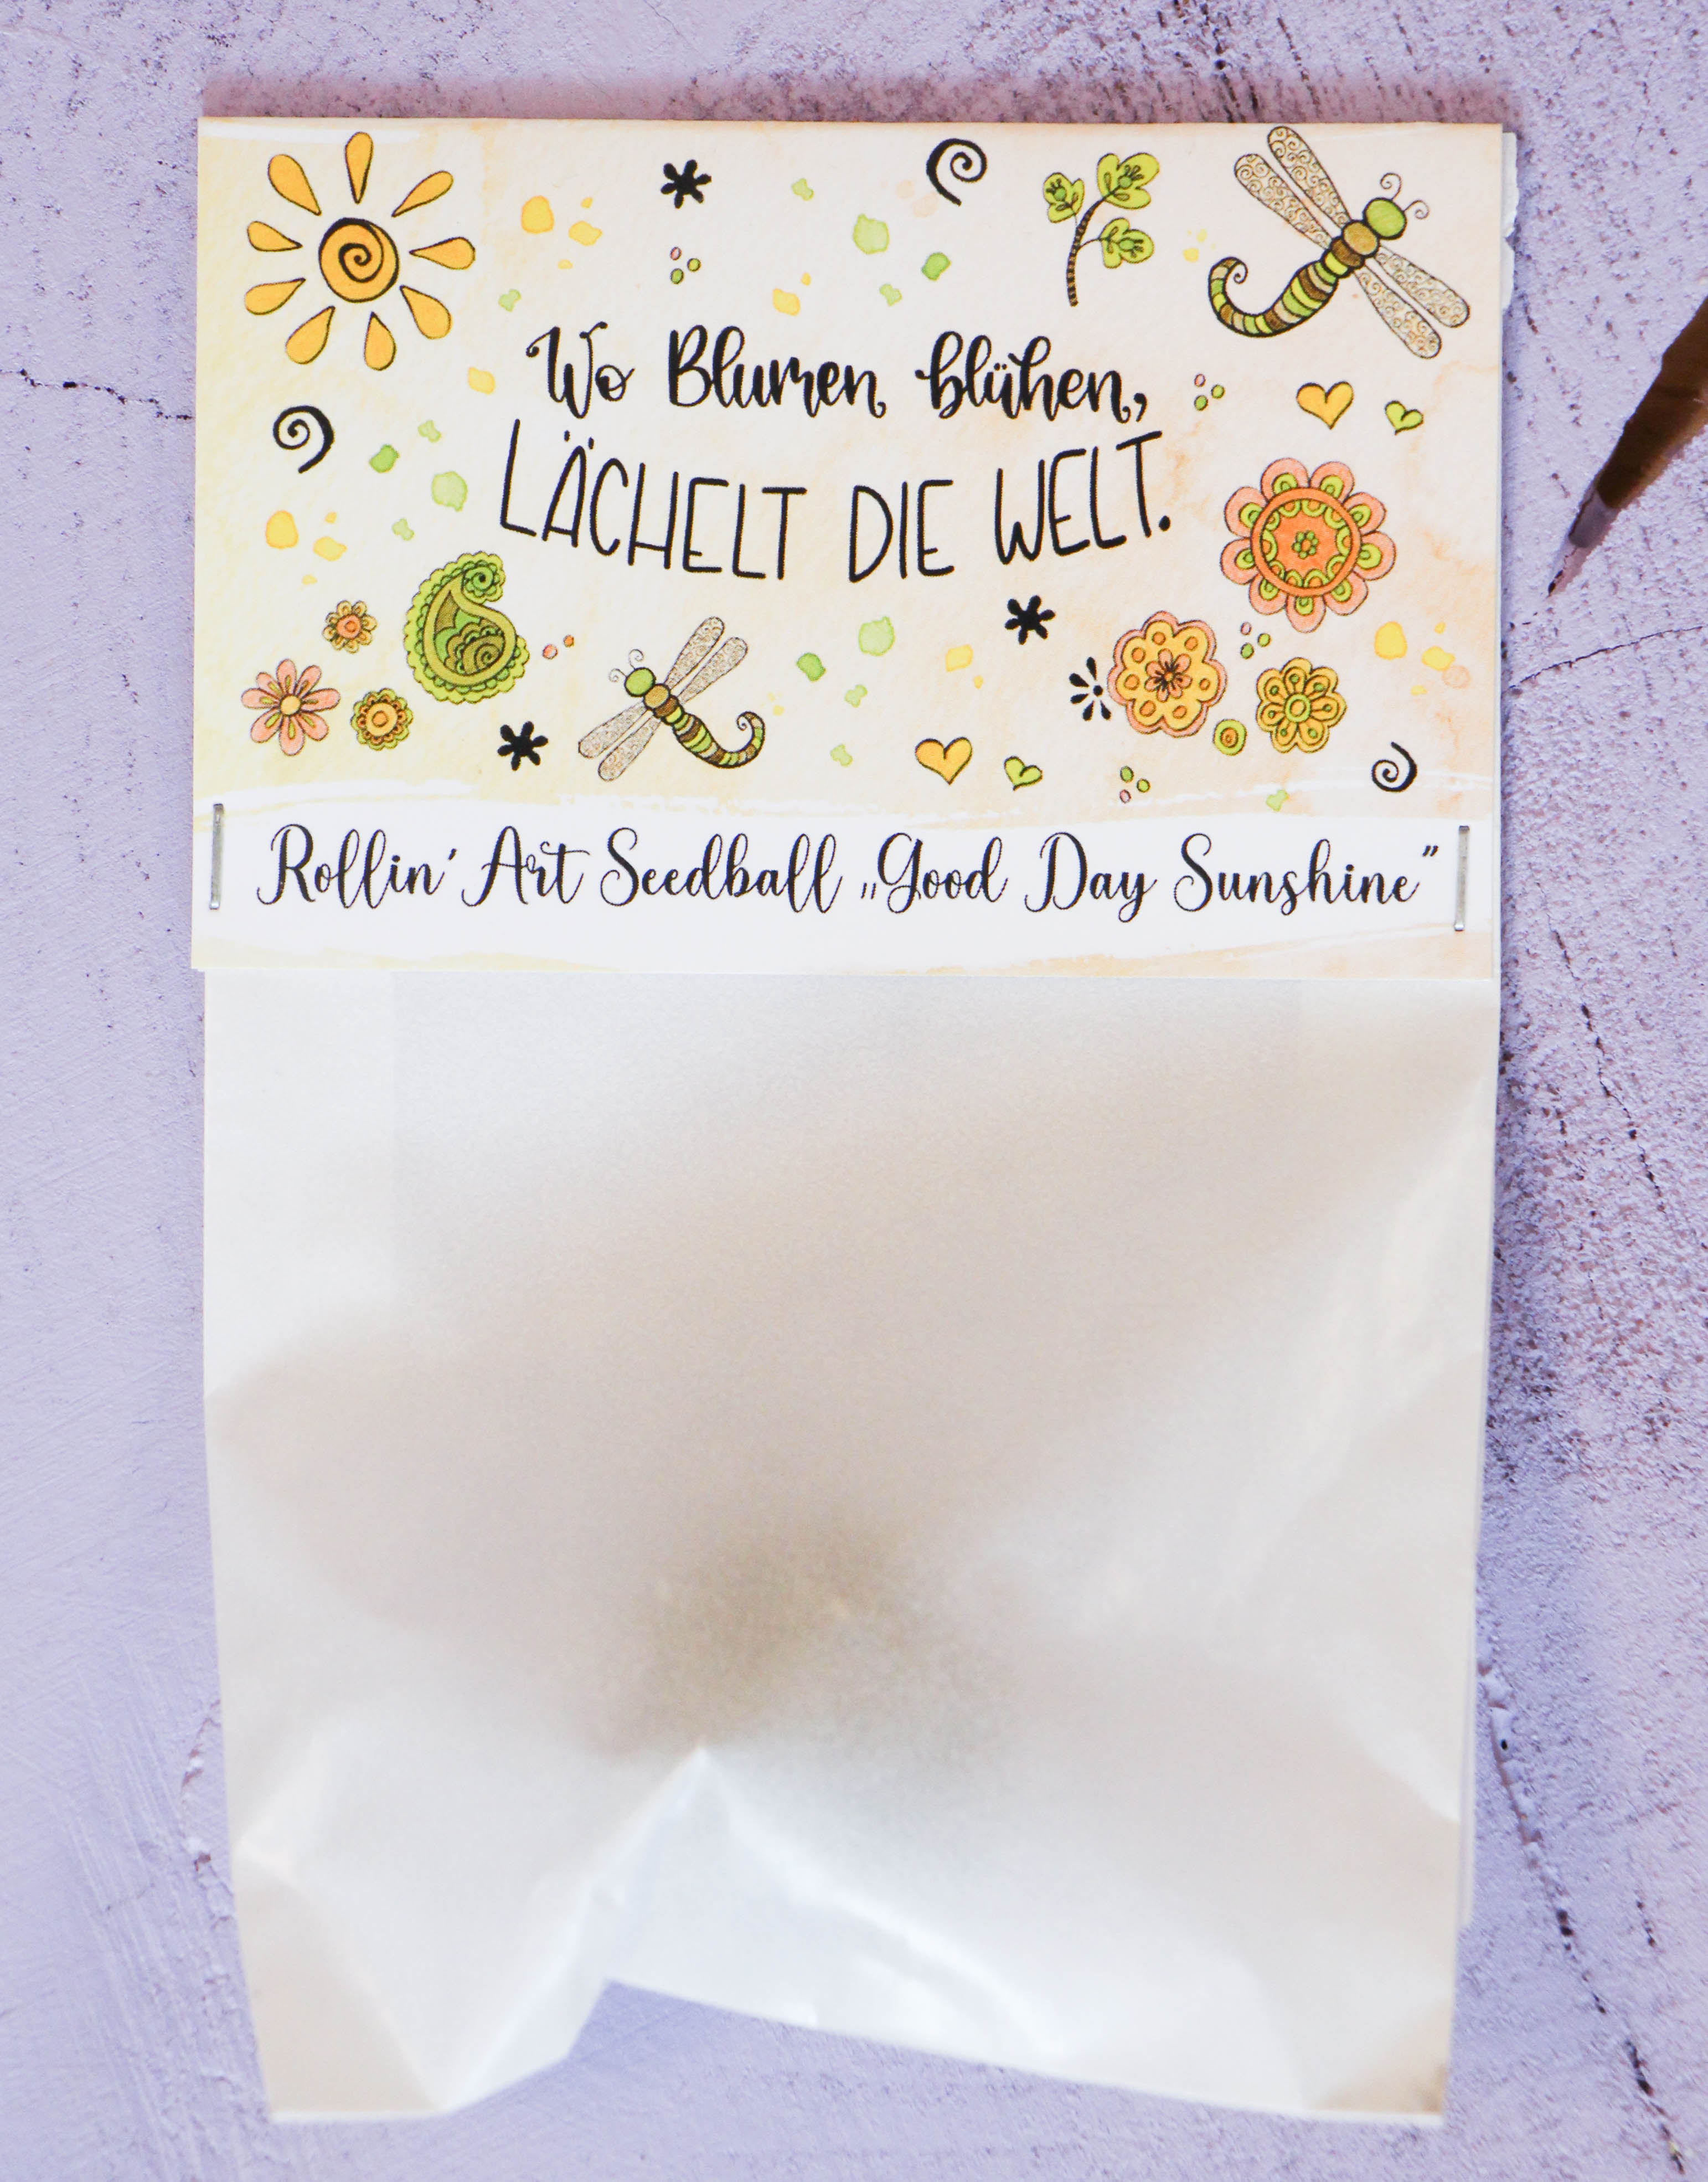 Wo Blumen blühen,
LÄCHELT DIE WELT.
Rollin' Art Seedball „Good Day Sunshine"